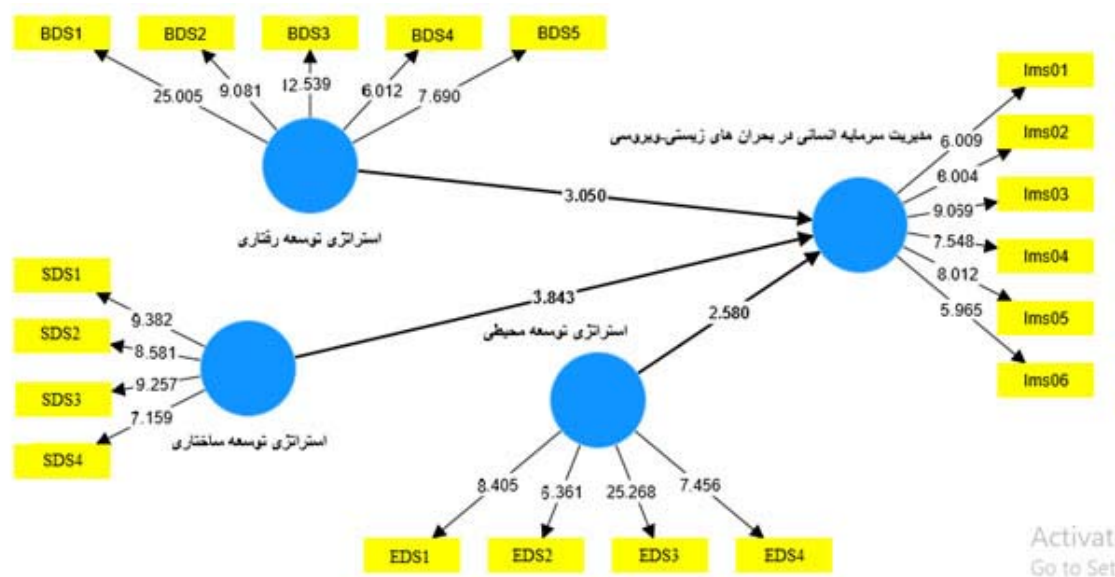 BDS1 BDS2 BDS3 BDS4 BDS5
25.005 9.081 12.539 6.012 7.690
استراتژی توسعه رفتاری
3.050
مدیریت سرمایه انسانی در بحران های زیستی-ویروسی
Ims01
Ims02
Ims03
Ims04
Ims05
Ims06
6.009
9.069
7.548
8.012
5.965
SDS1
SDS2
SDS3
SDS4
9.382
8.581
9.257
7.159
استراتژی توسعه ساختاری
3.843
استراتژی توسعه محیطی
2.580
8.405 25.268 7.456
EDS1 EDS2 EDS3 EDS4
Activat
Go to Set